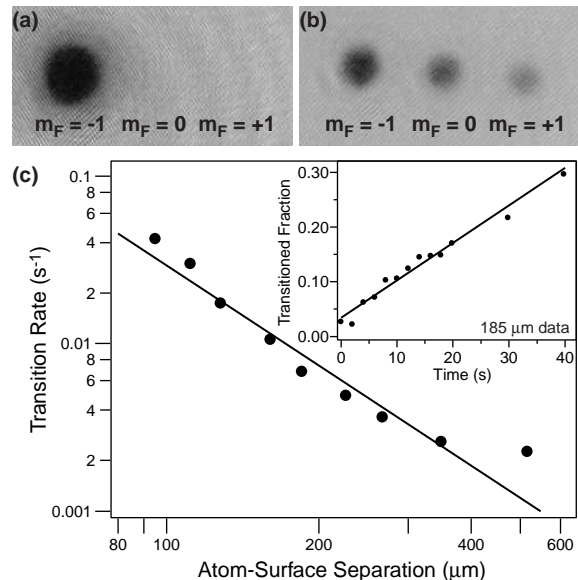 (a)
m_F = -1 m_F = 0 m_F = +1
(b)
m_F = -1 m_F = 0 m_F = +1
(c)
Transition Rate (s⁻¹)
0.1
8
6
4
2
0.01
8
6
4
2
0.001
80 100 200 400 600
Atom-Surface Separation (μm)
Transitioned Fraction
0.30
0.20
0.10
0.00
185 μm data
0 10 20 30 40
Time (s)